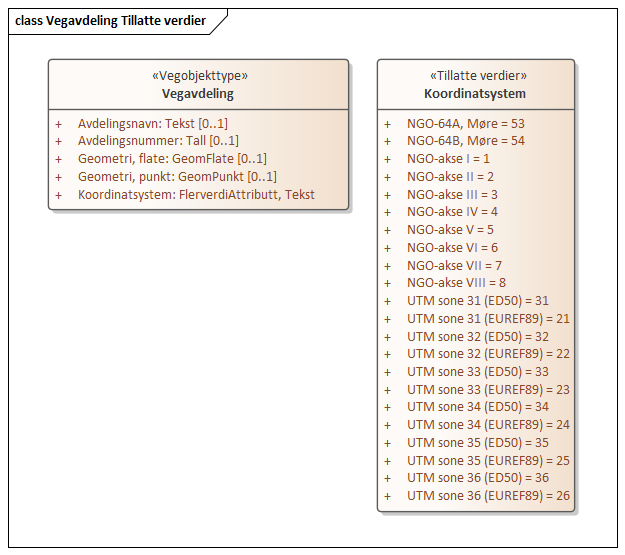 class Vegavdeling Tillatte verdier
«Vegobjekttype»
Vegavdeling
+ Avdelingsnavn: Tekst [0..1]
+ Avdelingsnummer: Tall [0..1]
+ Geometri, flate: GeomFlate [0..1]
+ Geometri, punkt: GeomPunkt [0..1]
+ Koordinatsystem: FlerverdiAttributt, Tekst
«Tillatte verdier»
Koordinatsystem
+ NGO-64A, Møre = 53
+ NGO-64B, Møre = 54
+ NGO-akse I = 1
+ NGO-akse II = 2
+ NGO-akse III = 3
+ NGO-akse IV = 4
+ NGO-akse V = 5
+ NGO-akse VI = 6
+ NGO-akse VII = 7
+ NGO-akse VIII = 8
+ UTM sone 31 (ED50) = 31
+ UTM sone 31 (EUREF89) = 21
+ UTM sone 32 (ED50) = 32
+ UTM sone 32 (EUREF89) = 22
+ UTM sone 33 (ED50) = 33
+ UTM sone 33 (EUREF89) = 23
+ UTM sone 34 (ED50) = 34
+ UTM sone 34 (EUREF89) = 24
+ UTM sone 35 (ED50) = 35
+ UTM sone 35 (EUREF89) = 25
+ UTM sone 36 (ED50) = 36
+ UTM sone 36 (EUREF89) = 26